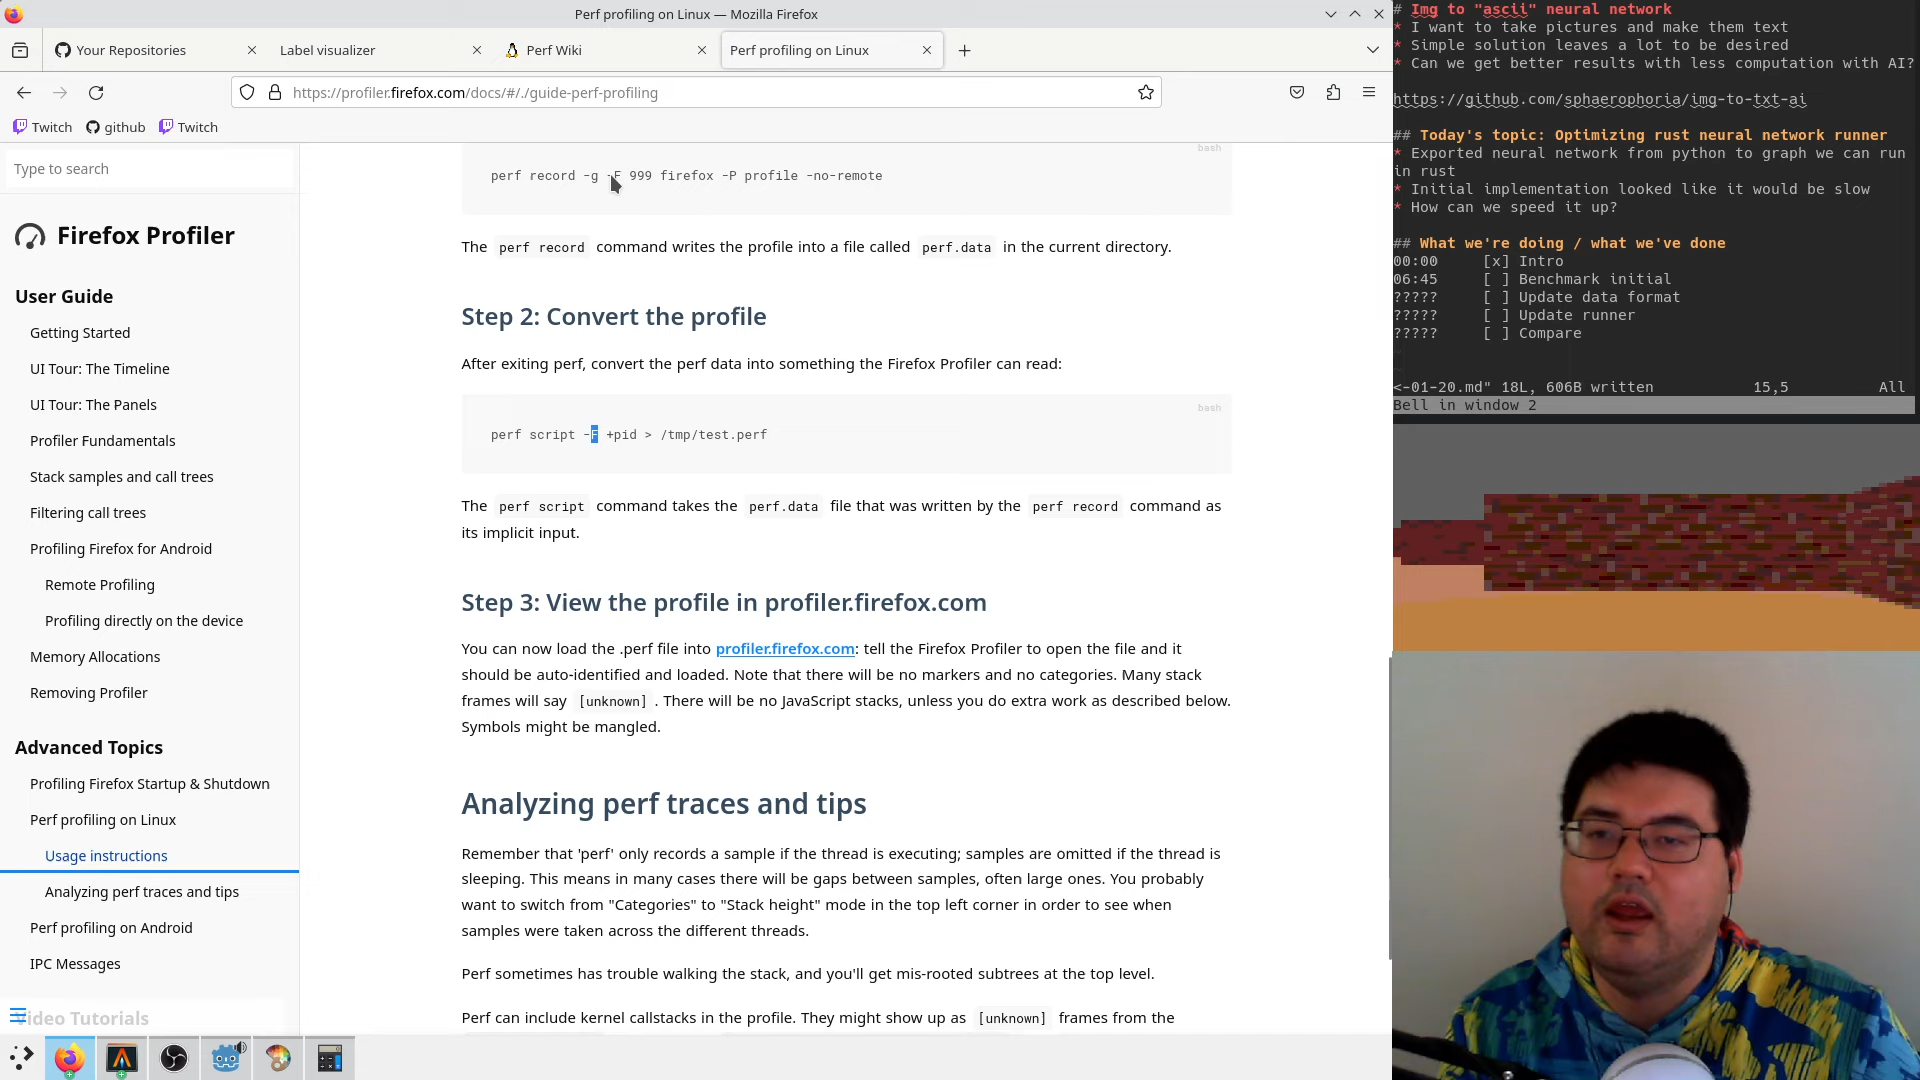 Perf profiling on Linux — Mozilla Firefox
Your Repositories
Label visualizer
Perf Wiki
Perf profiling on Linux
https://profiler.firefox.com/docs/#/./guide-perf-profiling
Twitch
github
Twitch
Type to search
Firefox Profiler
User Guide
Getting Started
UI Tour: The Timeline
UI Tour: The Panels
Profiler Fundamentals
Stack samples and call trees
Filtering call trees
Profiling Firefox for Android
Remote Profiling
Profiling directly on the device
Memory Allocations
Removing Profiler
Advanced Topics
Profiling Firefox Startup & Shutdown
Perf profiling on Linux
Usage instructions
Analyzing perf traces and tips
Perf profiling on Android
IPC Messages
Video Tutorials
bash
perf record -g -F 999 firefox -P profile -no-remote
The perf record command writes the profile into a file called perf.data in the current directory.
Step 2: Convert the profile
After exiting perf, convert the perf data into something the Firefox Profiler can read:
bash
perf script -F +pid > /tmp/test.perf
The perf script command takes the perf.data file that was written by the perf record command as
its implicit input.
Step 3: View the profile in profiler.firefox.com
You can now load the .perf file into profiler.firefox.com: tell the Firefox Profiler to open the file and it
should be auto-identified and loaded. Note that there will be no markers and no categories. Many stack
frames will say [unknown] . There will be no JavaScript stacks, unless you do extra work as described below.
Symbols might be mangled.
Analyzing perf traces and tips
Remember that 'perf' only records a sample if the thread is executing; samples are omitted if the thread is
sleeping. This means in many cases there will be gaps between samples, often large ones. You probably
want to switch from "Categories" to "Stack height" mode in the top left corner in order to see when
samples were taken across the different threads.
Perf sometimes has trouble walking the stack, and you'll get mis-rooted subtrees at the top level.
Perf can include kernel callstacks in the profile. They might show up as [unknown] frames from the
# Img to "ascii" neural network
* I want to take pictures and make them text
* Simple solution leaves a lot to be desired
* Can we get better results with less computation with AI?
https://github.com/sphaerophoria/img-to-txt-ai
## Today's topic: Optimizing rust neural network runner
* Exported neural network from python to graph we can run
in rust
* Initial implementation looked like it would be slow
* How can we speed it up?
## What we're doing / what we've done
00:00 [x] Intro
06:45 [ ] Benchmark initial
????? [ ] Update data format
????? [ ] Update runner
????? [ ] Compare
<-01-20.md" 18L, 606B written 15,5 All
Bell in window 2